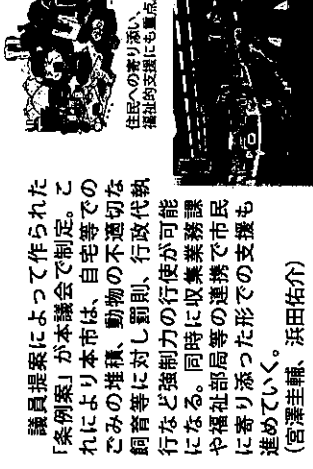 議員提案によって作られた
「条例案」が本議会で制定。こ
れにより本市は、自宅等での
ごみの堆積、動物の不適切な
飼育等に対し罰則、行政代執
行など強制力の行使が可能
になる。同時に収集業務課
や福祉部局等の連携で市民
に寄り添った形での支援も
進めていく。
(宮澤圭輔、浜田佑介)
住民への寄り添い、
福祉的支援にも重点